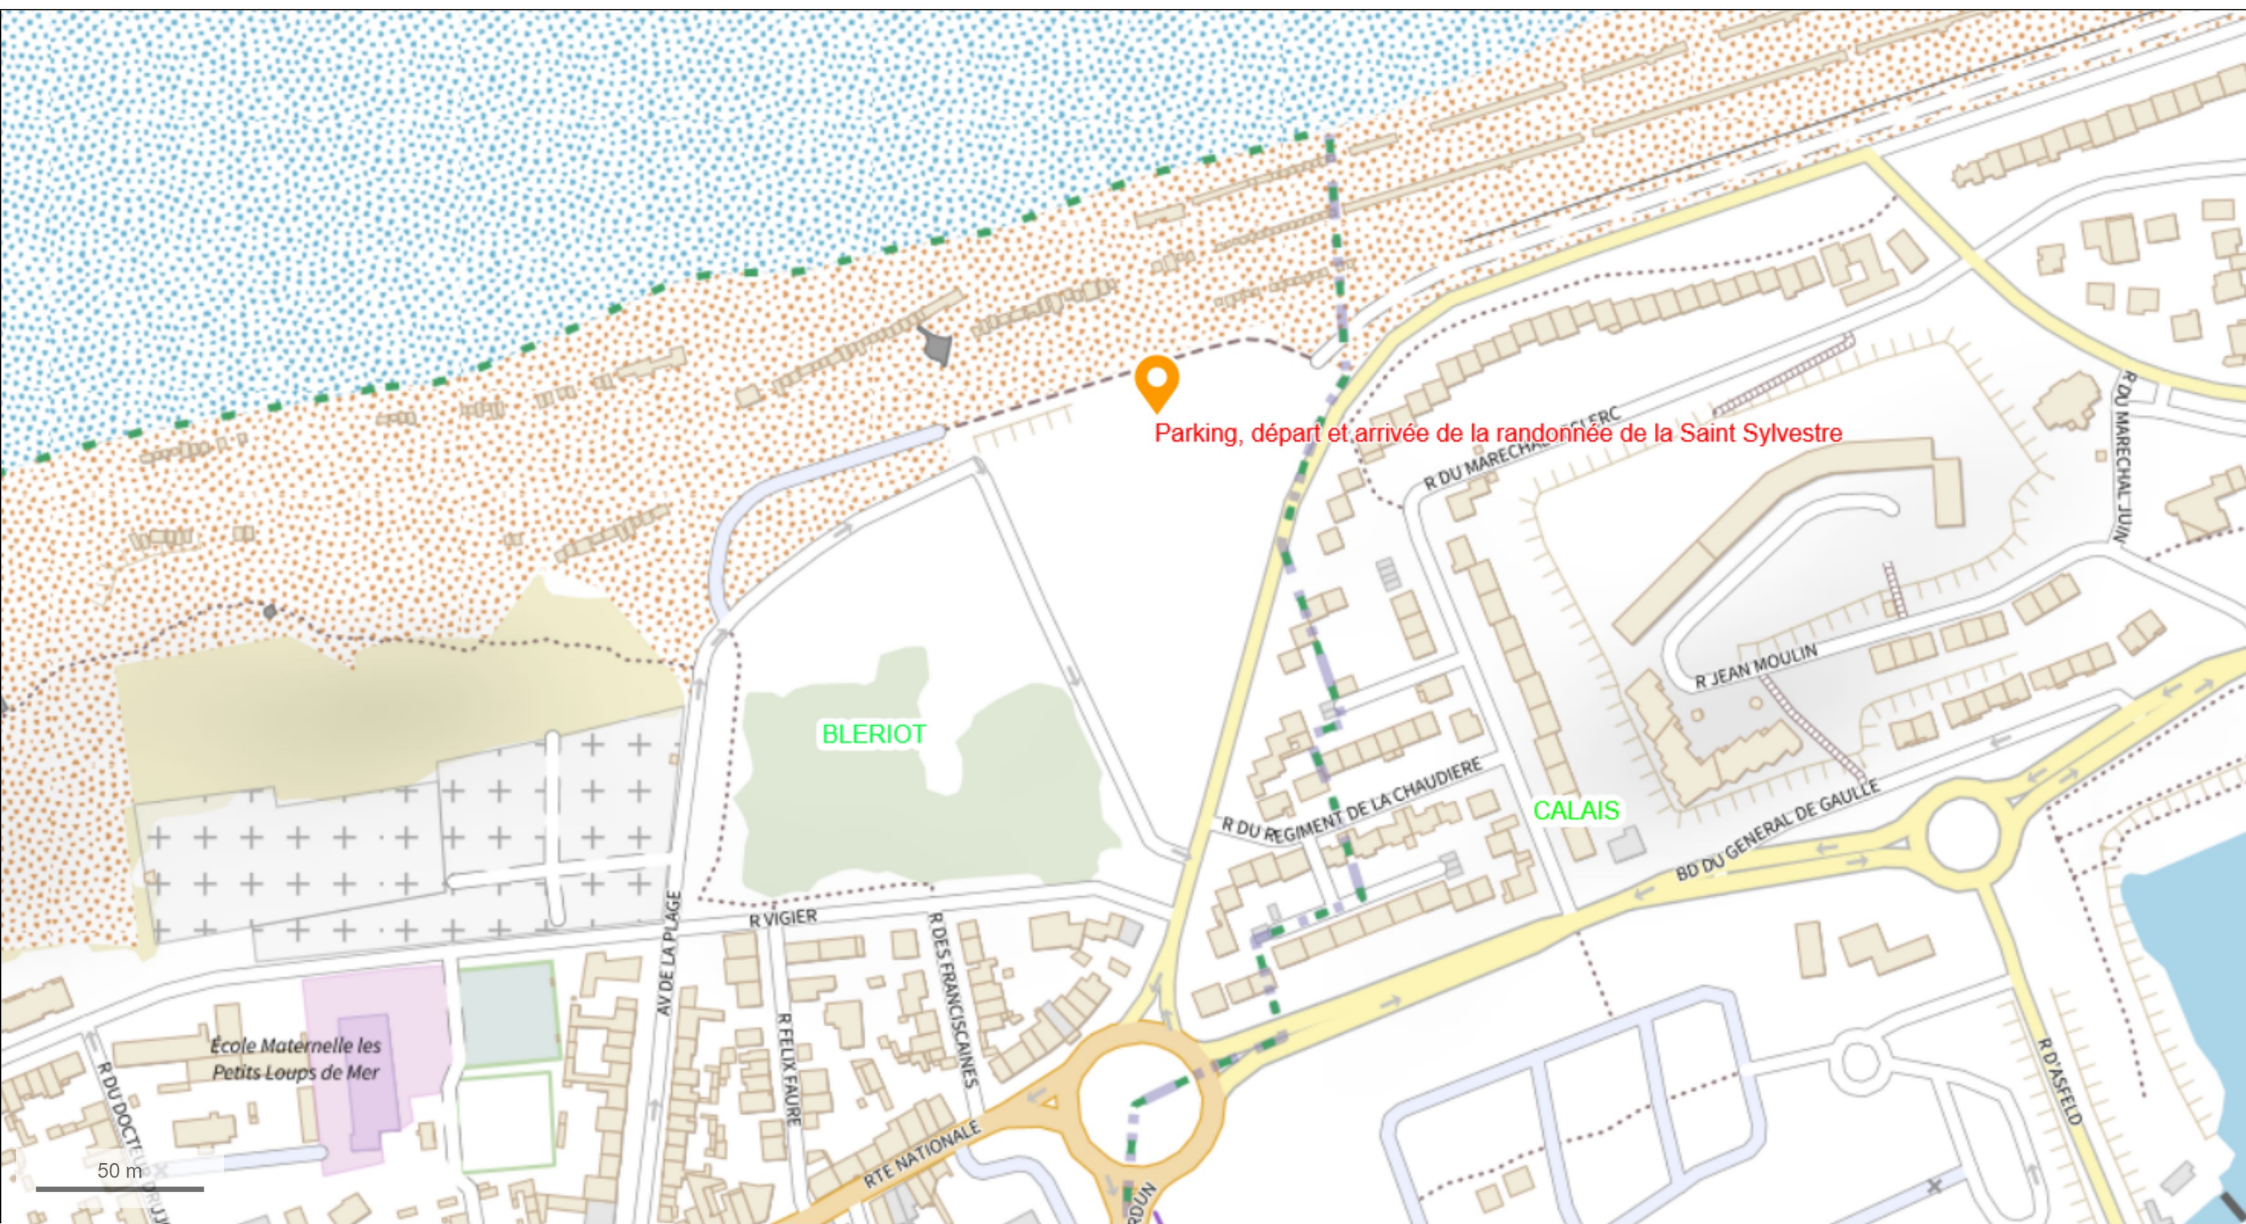 Parking, départ et arrivée de la randonnée de la Saint Sylvestre
R DU MARECHAL LECLERC
R DU MARECHAL JUIN
R JEAN MOULIN
BLERIOT
R DU REGIMENT DE LA CHAUDIERE
CALAIS
BD DU GENERAL DE GAULLE
R VIGIER
AV DE LA PLAGE
R DES FRANCISCAINES
R FELIX FAURE
École Maternelle les
Petits Loups de Mer
R DU DOCTEUR
R D'ASFELD
RTE NATIONALE
50 m